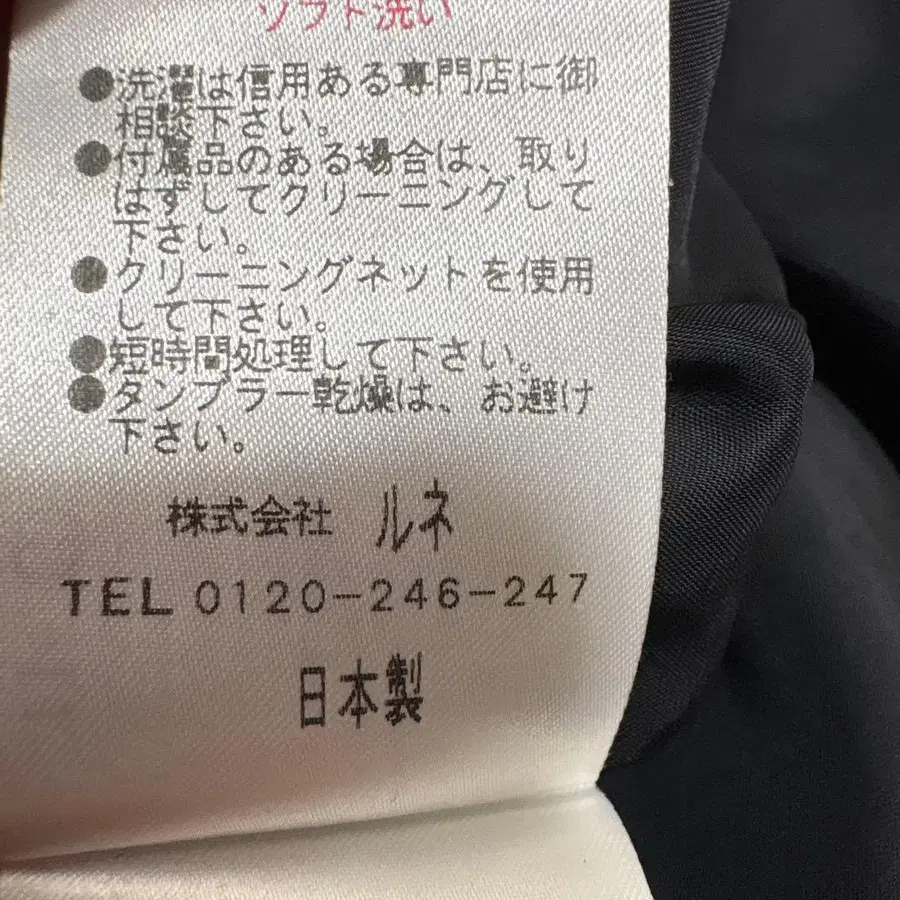 ソフト洗い
●洗濯は信用ある専門店に御
相談下さい。
●付属品のある場合は、取り
はずしてクリーニングして
下さい。
●クリーニングネットを使用
して下さい。
●短時間処理して下さい。
●タンブラー乾燥は、お避け
下さい。
株式会社 ルネ
TEL 0120-246-247
日本製